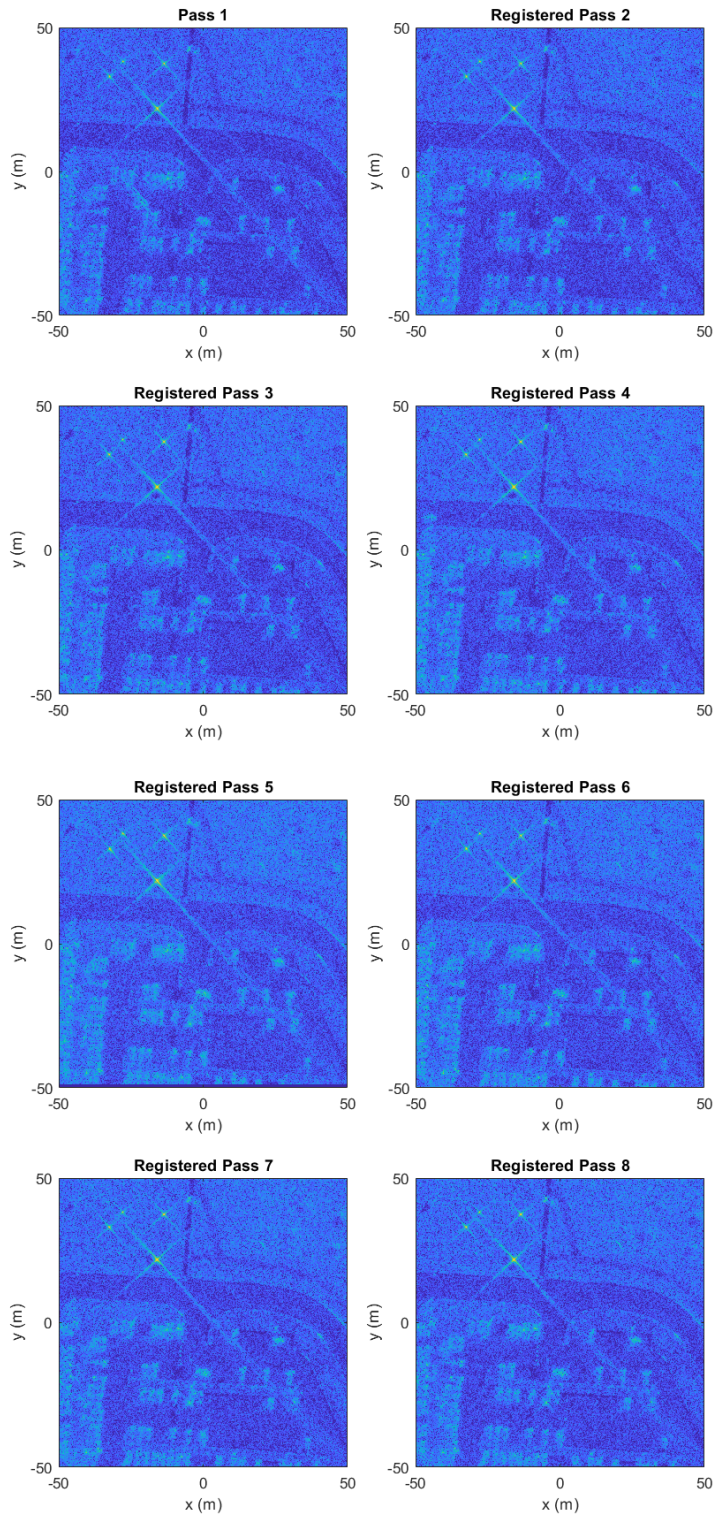 Pass 1
Registered Pass 2
50
0
-50
y (m)
-50
0
50
x (m)
50
0
-50
y (m)
-50
0
50
x (m)
Registered Pass 3
Registered Pass 4
50
0
-50
y (m)
-50
0
50
x (m)
50
0
-50
y (m)
-50
0
50
x (m)
Registered Pass 5
Registered Pass 6
50
0
-50
y (m)
-50
0
50
x (m)
50
0
-50
y (m)
-50
0
50
x (m)
Registered Pass 7
Registered Pass 8
50
0
-50
y (m)
-50
0
50
x (m)
50
0
-50
y (m)
-50
0
50
x (m)